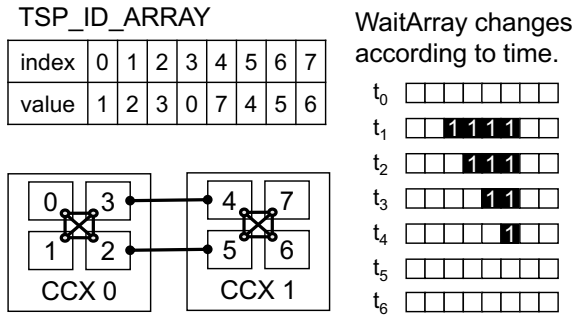 TSP_ID_ARRAY
index 0 1 2 3 4 5 6 7
value 1 2 3 0 7 4 5 6
0 3 4 7
1 2 5 6
CCX 0 CCX 1
WaitArray changes
according to time.
t0
t1 1 1 1 1
t2 1 1 1
t3 1 1
t4 1
t5
t6